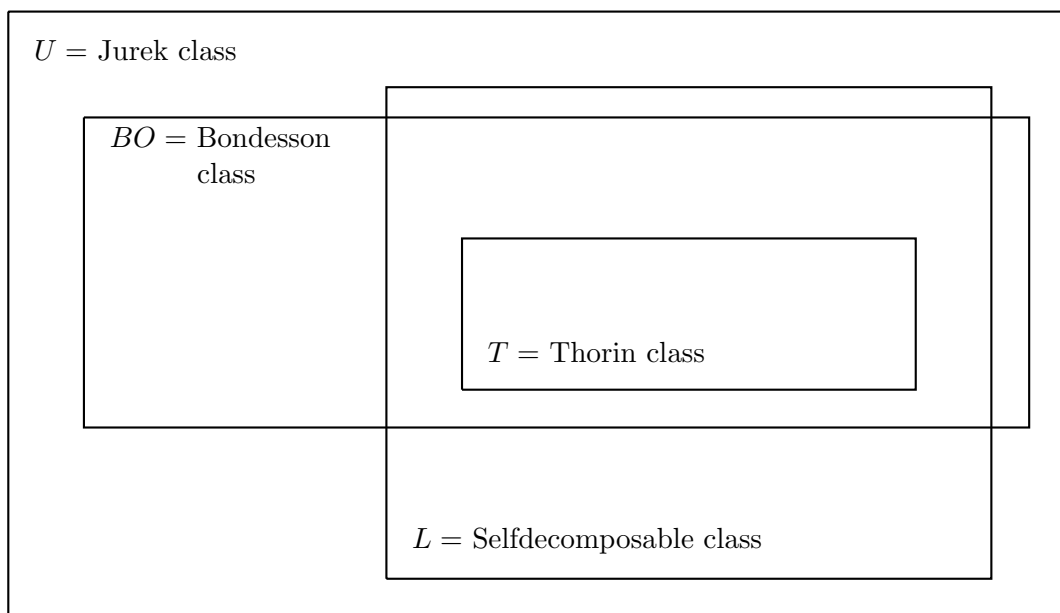 U = Jurek class
BO = Bondesson
class
T = Thorin class
L = Selfdecomposable class